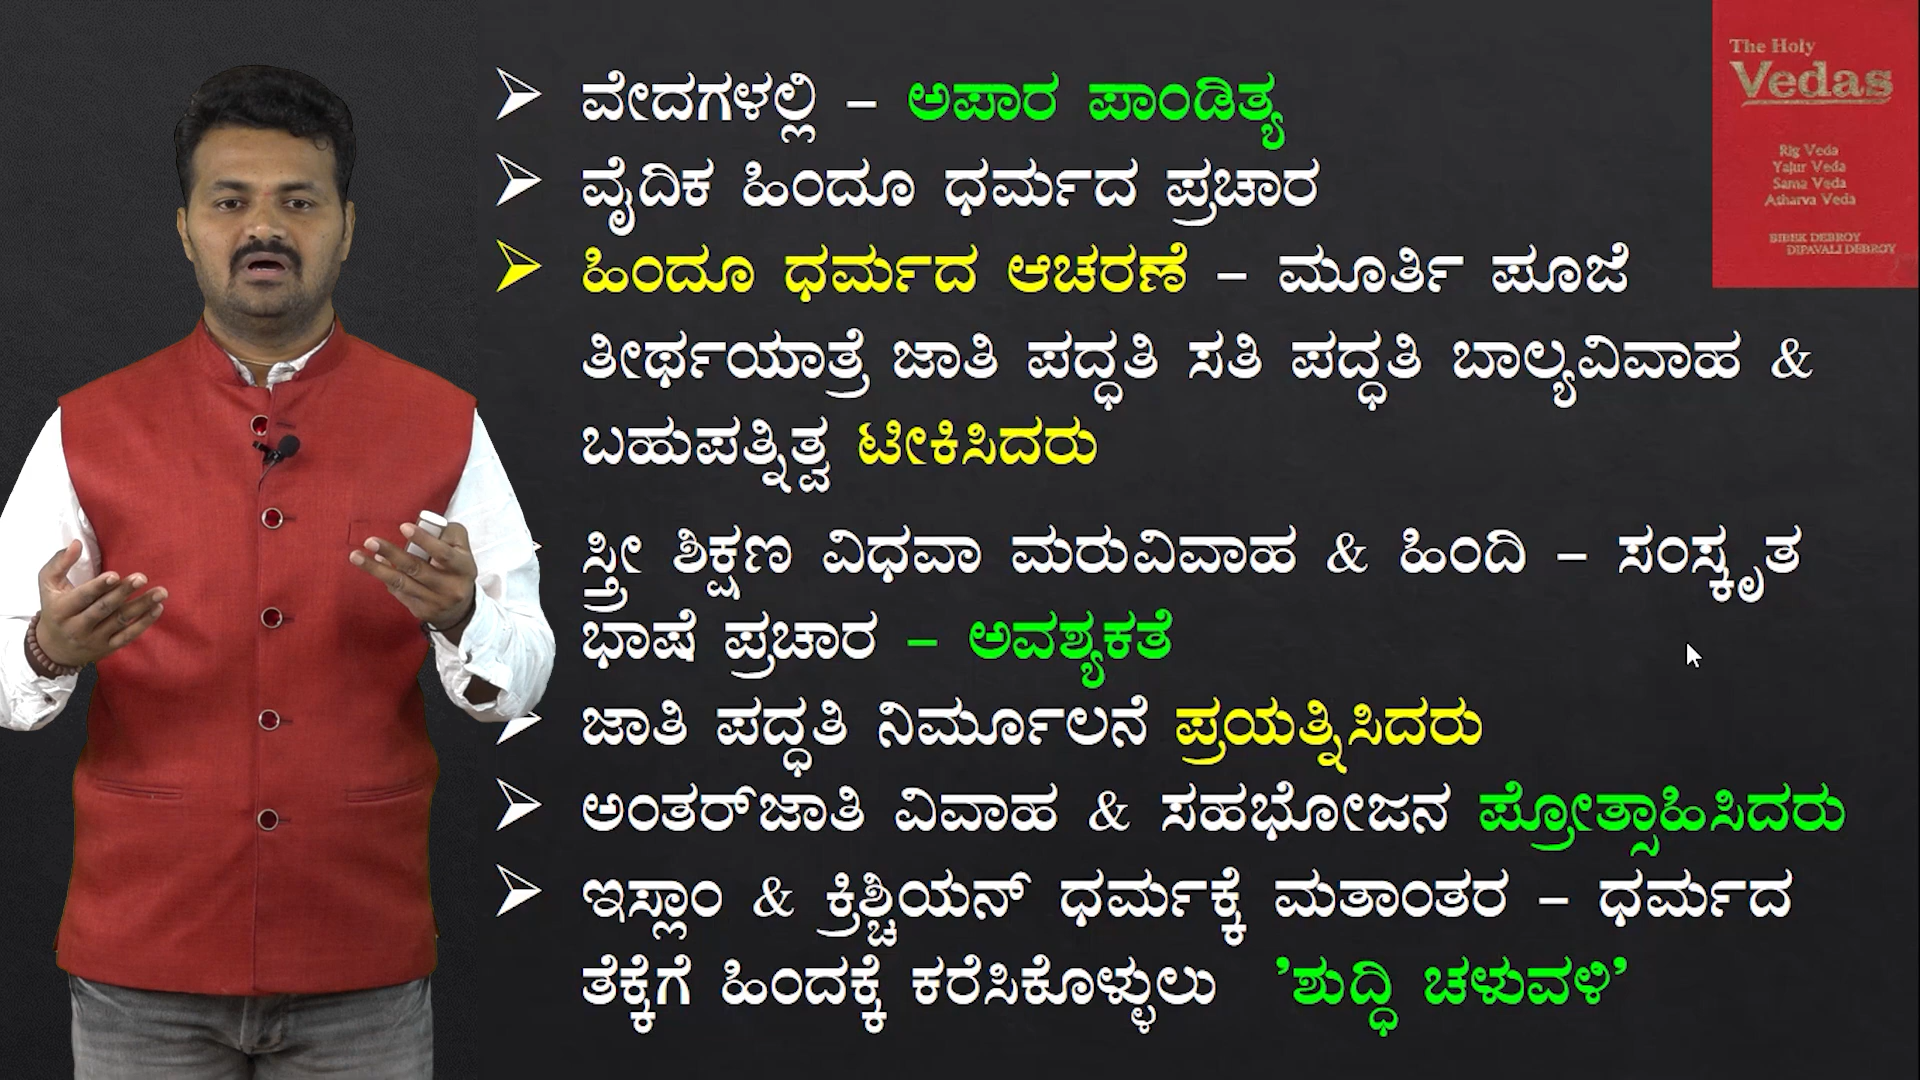 ವೇದಗಳಲ್ಲಿ – ಅಪಾರ ಪಾಂಡಿತ್ಯ
ವೈದಿಕ ಹಿಂದೂ ಧರ್ಮದ ಪ್ರಚಾರ
ಹಿಂದೂ ಧರ್ಮದ ಆಚರಣೆ – ಮೂರ್ತಿ ಪೂಜೆ
ತೀರ್ಥಯಾತ್ರೆ ಜಾತಿ ಪದ್ಧತಿ ಸತಿ ಪದ್ಧತಿ ಬಾಲ್ಯವಿವಾಹ &
ಬಹುಪತ್ನಿತ್ವ ಟೀಕಿಸಿದರು
ಸ್ತ್ರೀ ಶಿಕ್ಷಣ ವಿಧವಾ ಮರುವಿವಾಹ & ಹಿಂದಿ – ಸಂಸ್ಕೃತ
ಭಾಷೆ ಪ್ರಚಾರ – ಅವಶ್ಯಕತೆ
ಜಾತಿ ಪದ್ಧತಿ ನಿರ್ಮೂಲನೆ ಪ್ರಯತ್ನಿಸಿದರು
ಅಂತರ್‌ಜಾತಿ ವಿವಾಹ & ಸಹಭೋಜನ ಪ್ರೋತ್ಸಾಹಿಸಿದರು
ಇಸ್ಲಾಂ & ಕ್ರಿಶ್ಚಿಯನ್ ಧರ್ಮಕ್ಕೆ ಮತಾಂತರ – ಧರ್ಮದ
ತೆಕ್ಕೆಗೆ ಹಿಂದಕ್ಕೆ ಕರೆಸಿಕೊಳ್ಳುಲು 'ಶುದ್ಧಿ ಚಳುವಳಿ'
The Holy
Vedas
Rig Veda
Yajur Veda
Sama Veda
Atharva Veda
BIBEK DEBROY
DIPAVALI DEBROY